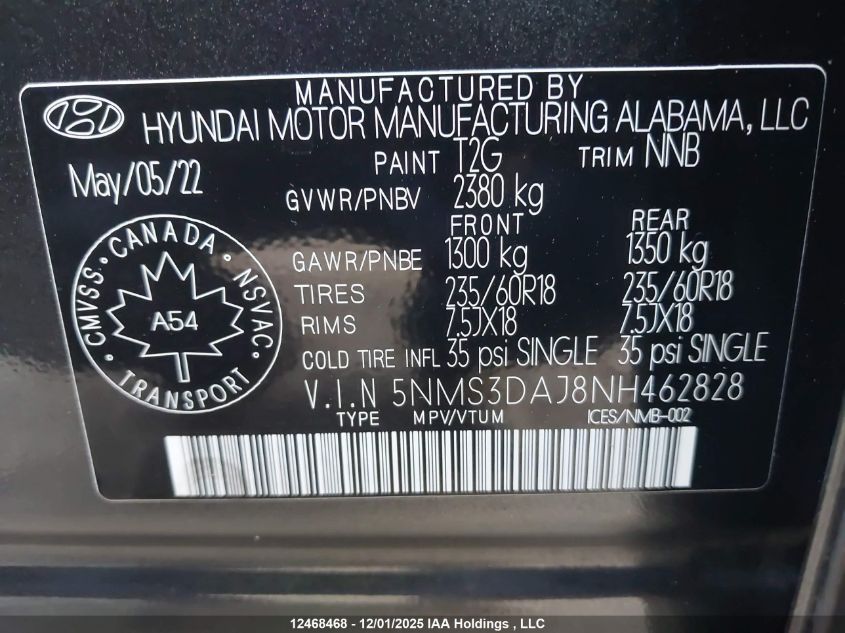 MANUFACTURED BY
HYUNDAI MOTOR MANUFACTURING ALABAMA, LLC
May/05/22 PAINT T2G TRIM NNB
GVWR/PNBV 2380 kg
FRONT REAR
GAWR/PNBE 1300 kg 1350 kg
TIRES 235/60R18 235/60R18
RIMS 7.5JX18 7.5JX18
COLD TIRE INFL 35 psi SINGLE 35 psi SINGLE
V.I.N 5NMS3DAJ8NH462828
TYPE MPV/VTUM ICES/NMB-002
CMVSS. CANADA. NSVAC.
A54
TRANSPORT
12468468 - 12/01/2025 IAA Holdings , LLC